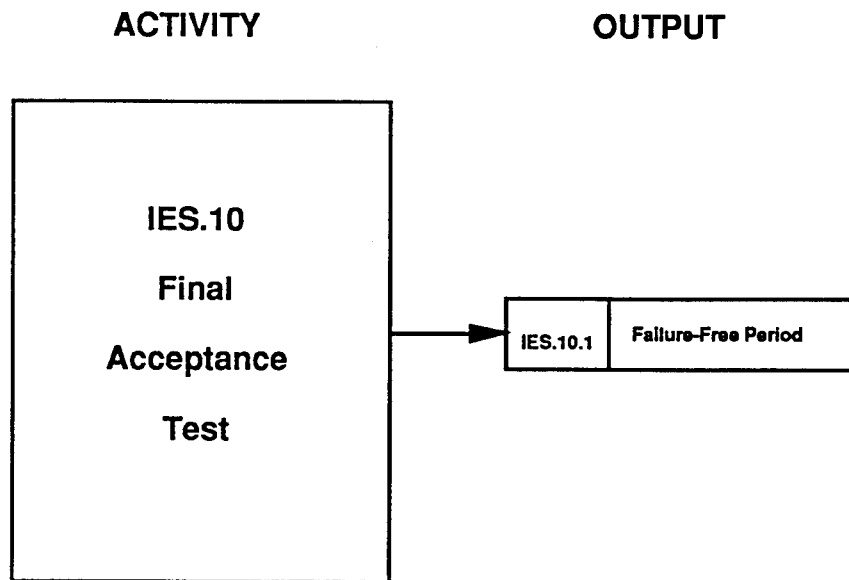 ACTIVITY
OUTPUT
IES.10
Final
Acceptance
Test
IES.10.1
Failure-Free Period